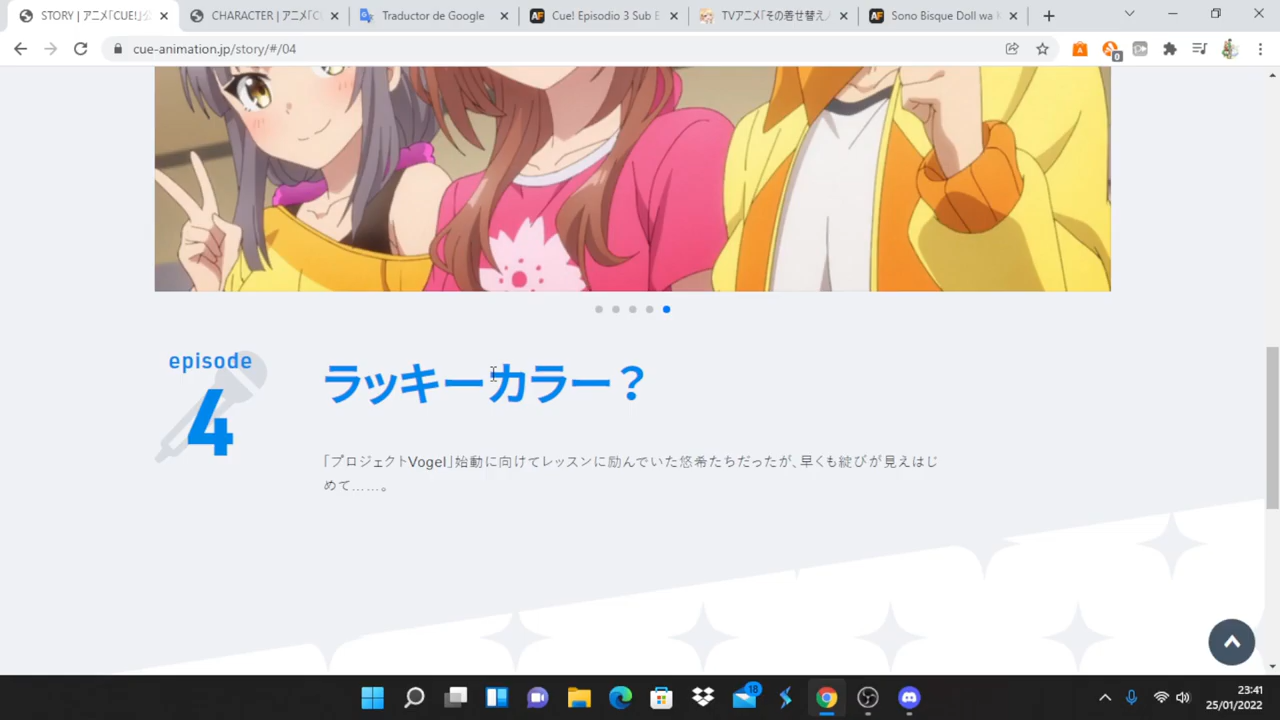 STORY | アニメ「CUE!」公
CHARACTER | アニメ「C
Traductor de Google
Cue! Episodio 3 Sub E
TVアニメ「その着せ替え人
Sono Bisque Doll wa
cue-animation.jp/story/#/04
0
episode
4
ラッキーカラー？
「プロジェクトVogel」始動に向けてレッスンに励んでいた悠希たちだったが、早くも綻びが見えはじ
めて……。
18
23:41
25/01/2022